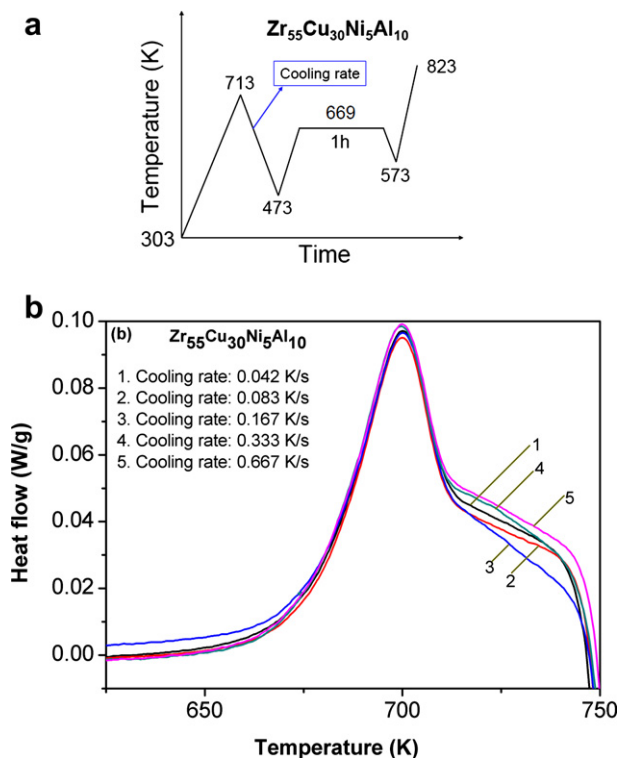 a
Zr₅₅Cu₃₀Ni₅Al₁₀
Temperature (K)
713
Cooling rate
823
669
1h
473
573
303
Time
b
(b) Zr₅₅Cu₃₀Ni₅Al₁₀
1. Cooling rate: 0.042 K/s
2. Cooling rate: 0.083 K/s
3. Cooling rate: 0.167 K/s
4. Cooling rate: 0.333 K/s
5. Cooling rate: 0.667 K/s
Heat flow (W/g)
0.10
0.08
0.06
0.04
0.02
0.00
1
4
5
3
2
650
700
750
Temperature (K)